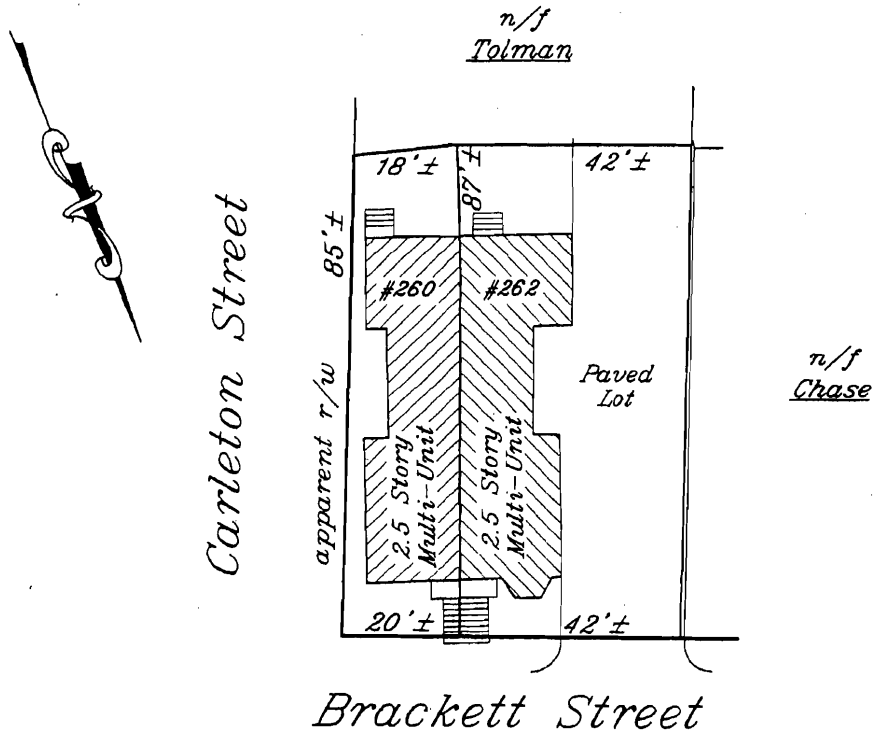 n/f
Tolman
18'±
87'±
42'±
85'±
#260
#262
Carleton Street
apparent r/w
Paved
Lot
n/f
Chase
2.5 Story
Multi-Unit
2.5 Story
Multi-Unit
20'±
42'±
Brackett Street